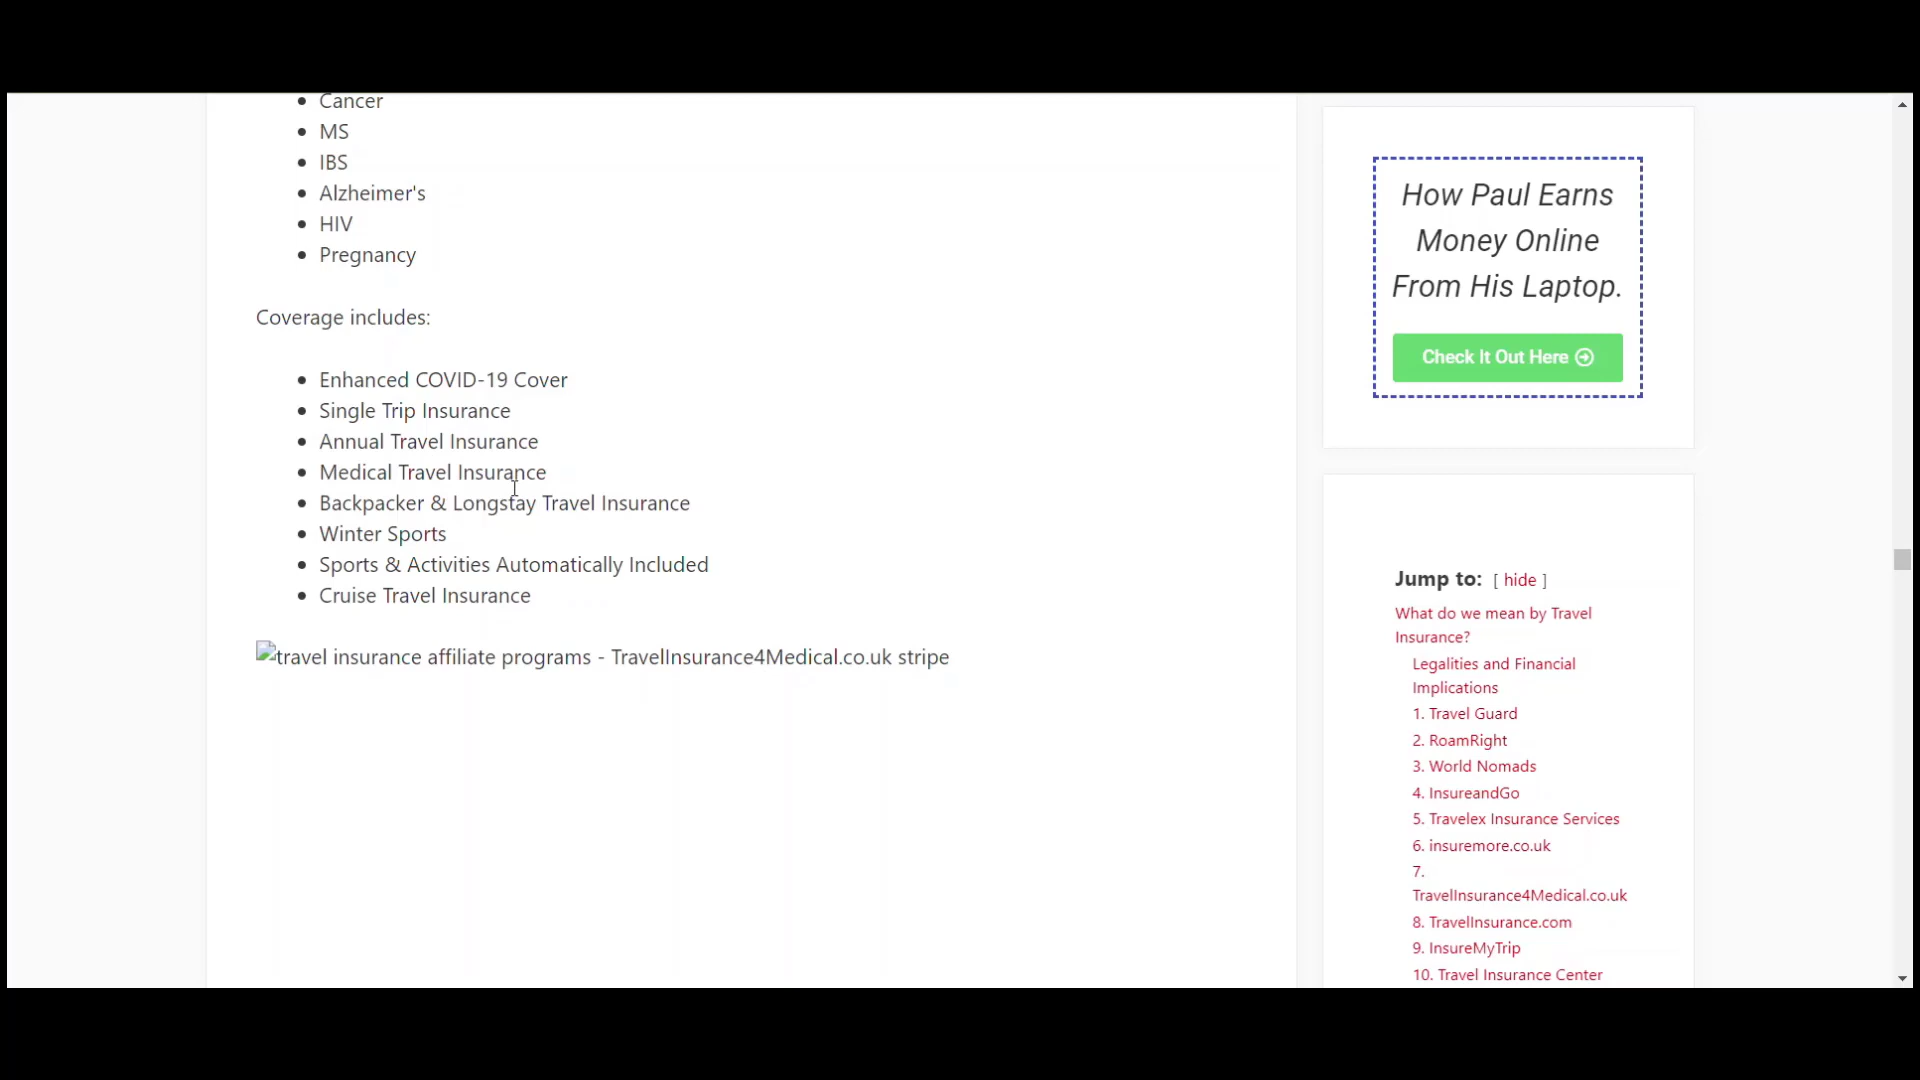 Cancer
MS
IBS
Alzheimer's
HIV
Pregnancy
Coverage includes:
Enhanced COVID-19 Cover
Single Trip Insurance
Annual Travel Insurance
Medical Travel Insurance
Backpacker & Longstay Travel Insurance
Winter Sports
Sports & Activities Automatically Included
Cruise Travel Insurance
travel insurance affiliate programs - TravelInsurance4Medical.co.uk stripe
How Paul Earns
Money Online
From His Laptop.
Check It Out Here
Jump to: [ hide ]
What do we mean by Travel
Insurance?
Legalities and Financial
Implications
1. Travel Guard
2. RoamRight
3. World Nomads
4. InsureandGo
5. Travelex Insurance Services
6. insuremore.co.uk
7.
TravelInsurance4Medical.co.uk
8. TravelInsurance.com
9. InsureMyTrip
10. Travel Insurance Center